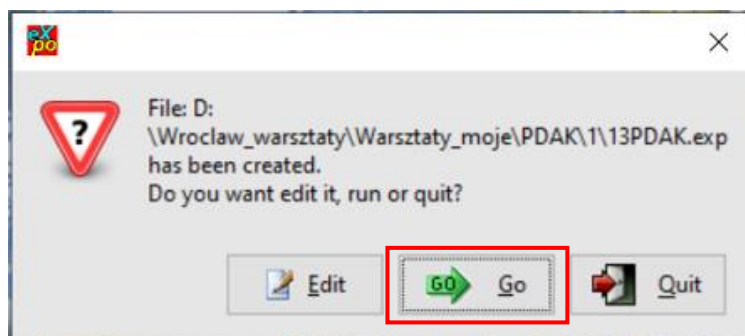 eXpo
File: D:
\Wroclaw_warsztaty\Warsztaty_moje\PDAK\1\13PDAK.exp
has been created.
Do you want edit it, run or quit?
Edit
GO Go
Quit